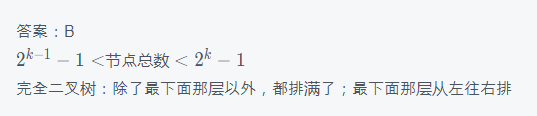 答案：B
2^{k-1} − 1 <节点总数 < 2^k − 1
完全二叉树：除了最下面那层以外，都排满了；最下面那层从左往右排